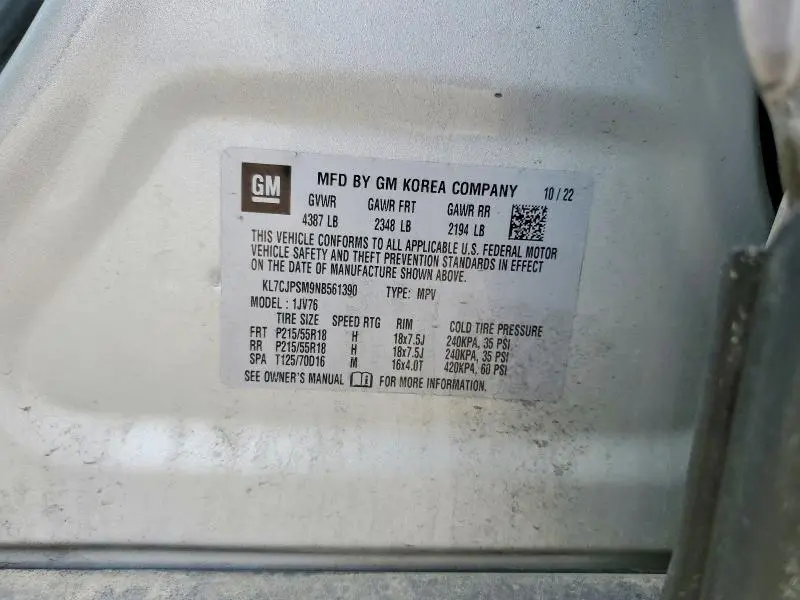 GM
MFD BY GM KOREA COMPANY 10 / 22
GVWR GAWR FRT GAWR RR
4387 LB 2348 LB 2194 LB
THIS VEHICLE CONFORMS TO ALL APPLICABLE U.S. FEDERAL MOTOR
VEHICLE SAFETY AND THEFT PREVENTION STANDARDS IN EFFECT
ON THE DATE OF MANUFACTURE SHOWN ABOVE.
KL7CJPSM9NB561390 TYPE: MPV
MODEL : 1JV76
TIRE SIZE SPEED RTG RIM COLD TIRE PRESSURE
FRT P215/55R18 H 18x7.5J 240KPA, 35 PSI
RR P215/55R18 H 18x7.5J 240KPA, 35 PSI
SPA T125/70D16 M 16x4.0T 420KPA, 60 PSI
SEE OWNER'S MANUAL FOR MORE INFORMATION.